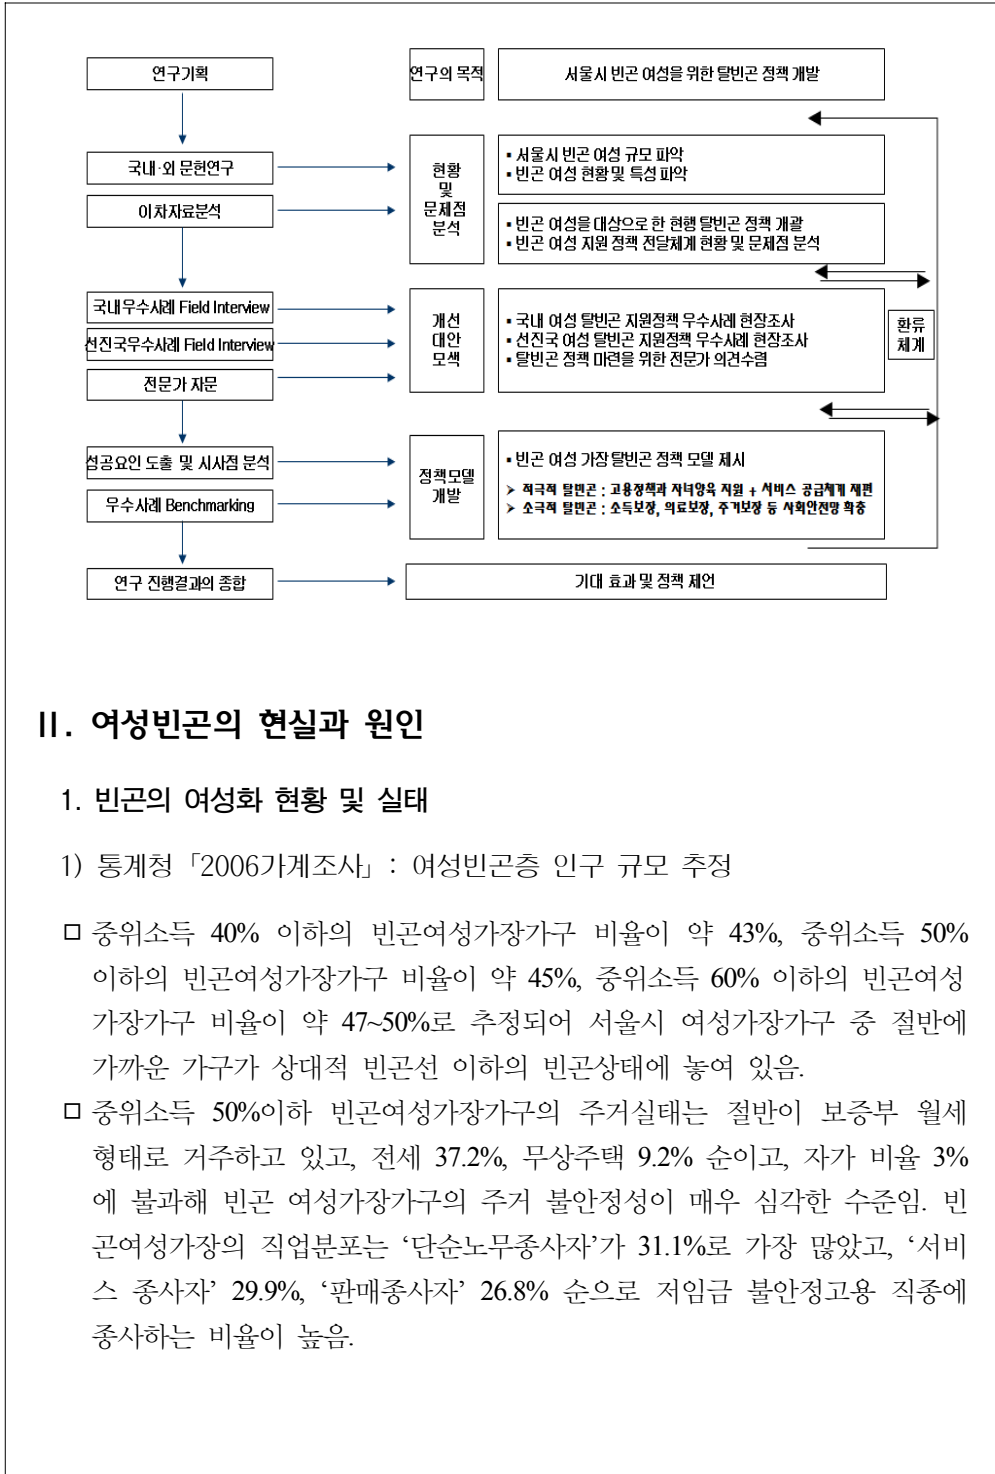 연구기획
연구의 목적
서울시 빈곤 여성을 위한 탈빈곤 정책 개발
국내·외 문헌연구
이차자료분석
현황
및
문제점
분석
▪ 서울시 빈곤 여성 규모 파악
▪ 빈곤 여성 현황 및 특성 파악
▪ 빈곤 여성을 대상으로 한 현행 탈빈곤 정책 개괄
▪ 빈곤 여성 지원 정책 전달체계 현황 및 문제점 분석
국내우수사례 Field Interview
선진국우수사례 Field Interview
전문가 자문
개선
대안
모색
▪ 국내 여성 탈빈곤 지원정책 우수사례 현장조사
▪ 선진국 여성 탈빈곤 지원정책 우수사례 현장조사
▪ 탈빈곤 정책 마련을 위한 전문가 의견수렴
환류
체계
성공요인 도출 및 시사점 분석
우수사례 Benchmarking
정책모델
개발
▪ 빈곤 여성 가장 탈빈곤 정책 모델 제시
➢ 적극적 탈빈곤 : 고용정책과 자녀양육 지원 + 서비스 공급체계 재편
➢ 소극적 탈빈곤 : 소득보장, 의료보장, 주거보장 등 사회안전망 확충
연구 진행결과의 종합
기대 효과 및 정책 제언
II. 여성빈곤의 현실과 원인
1. 빈곤의 여성화 현황 및 실태
1) 통계청「2006가계조사」: 여성빈곤층 인구 규모 추정
□ 중위소득 40% 이하의 빈곤여성가장가구 비율이 약 43%, 중위소득 50%
이하의 빈곤여성가장가구 비율이 약 45%, 중위소득 60% 이하의 빈곤여성
가장가구 비율이 약 47~50%로 추정되어 서울시 여성가장가구 중 절반에
가까운 가구가 상대적 빈곤선 이하의 빈곤상태에 놓여 있음.
□ 중위소득 50%이하 빈곤여성가장가구의 주거실태는 절반이 보증부 월세
형태로 거주하고 있고, 전세 37.2%, 무상주택 9.2% 순이고, 자가 비율 3%
에 불과해 빈곤 여성가장가구의 주거 불안정성이 매우 심각한 수준임. 빈
곤여성가장의 직업분포는 ‘단순노무종사자’가 31.1%로 가장 많았고, ‘서비
스 종사자’ 29.9%, ‘판매종사자’ 26.8% 순으로 저임금 불안정고용 직종에
종사하는 비율이 높음.